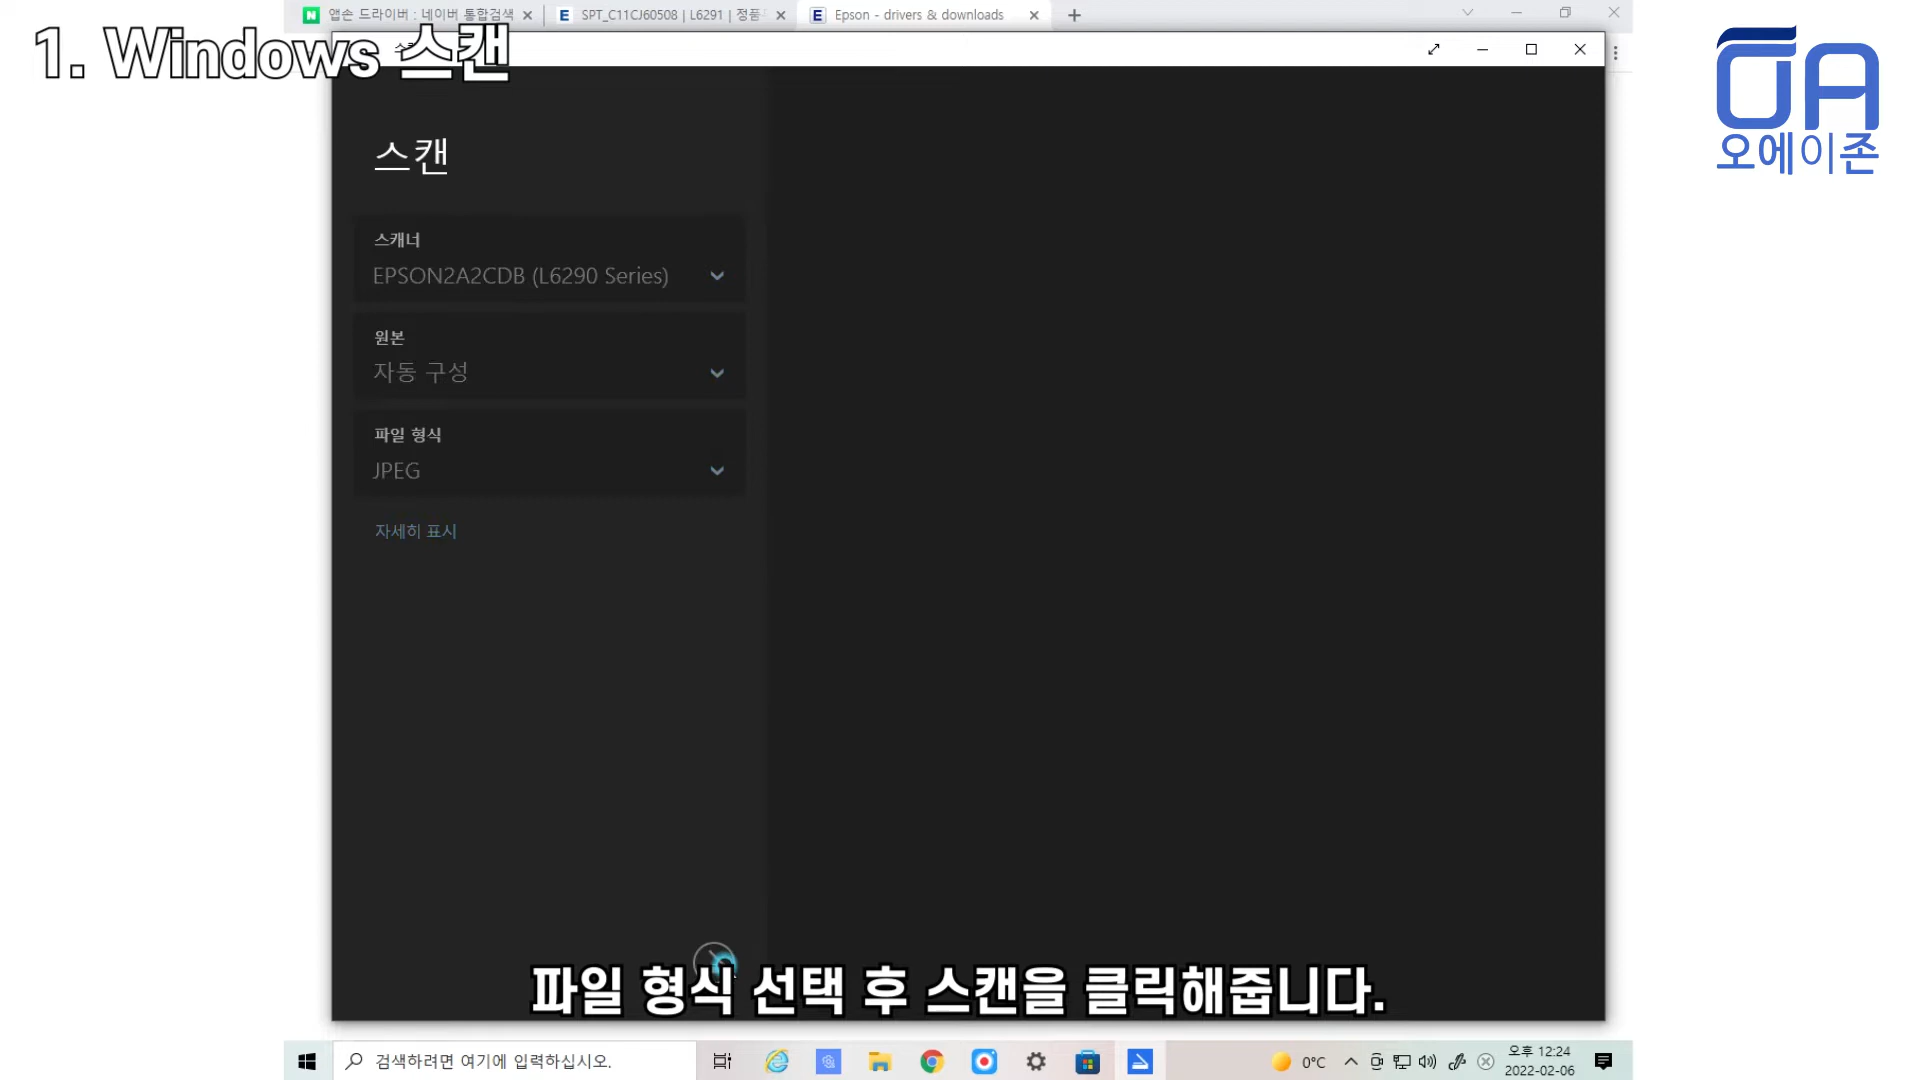 앱손 드라이버 : 네이버 통합검색
SPT_C11CJ60508 | L6291 | 정품
Epson - drivers & downloads
1. Windows 스캔
오에이존
스캔
스캐너
EPSON2A2CDB (L6290 Series)
원본
자동 구성
파일 형식
JPEG
자세히 표시
파일 형식 선택 후 스캔을 클릭해줍니다.
검색하려면 여기에 입력하십시오.
0°C
오후 12:24
2022-02-06